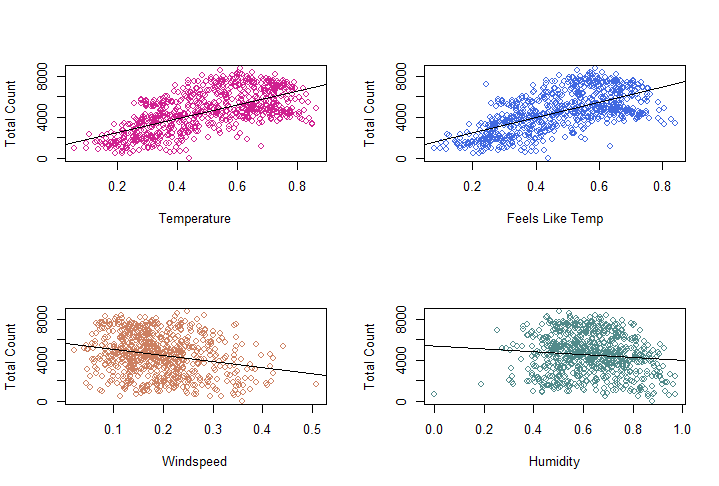 Total Count
8000
4000
0
0.2 0.4 0.6 0.8
Temperature
Total Count
8000
4000
0
0.2 0.4 0.6 0.8
Feels Like Temp
Total Count
8000
4000
0
0.1 0.2 0.3 0.4 0.5
Windspeed
Total Count
8000
4000
0
0.0 0.2 0.4 0.6 0.8 1.0
Humidity